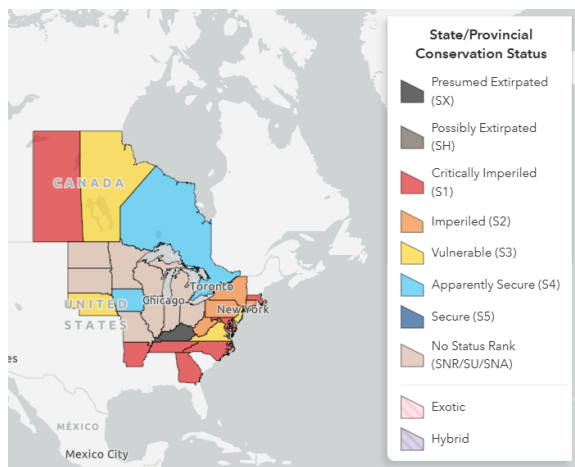 CANADA
Toronto
Chicago
UNITED
New York
STATES
es
MÉXICO
Mexico City
State/Provincial
Conservation Status
Presumed Extirpated
(SX)
Possibly Extirpated
(SH)
Critically Imperiled
(S1)
Imperiled (S2)
Vulnerable (S3)
Apparently Secure (S4)
Secure (S5)
No Status Rank
(SNR/SU/SNA)
Exotic
Hybrid